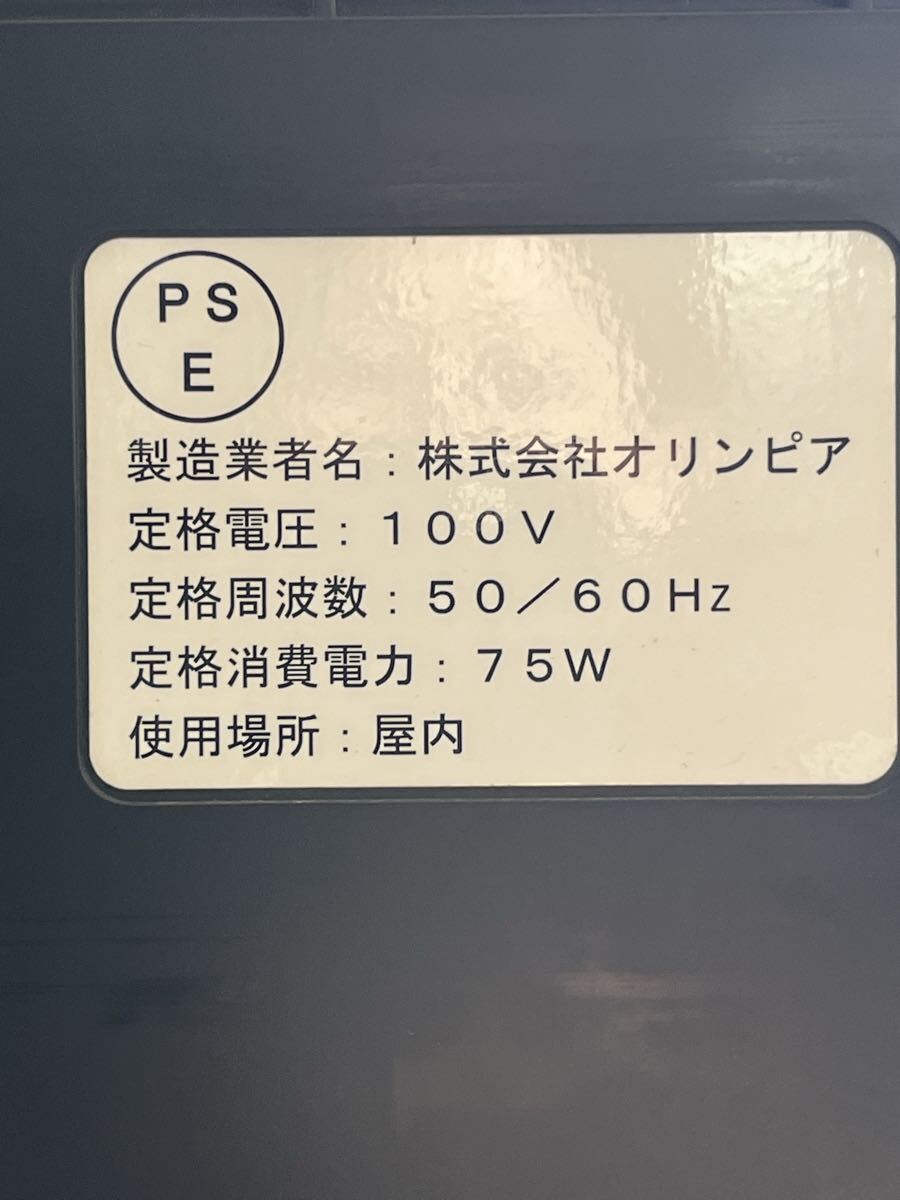 PS
E
製造業者名：株式会社オリンピア
定格電圧：１００Ｖ
定格周波数：５０／６０Ｈｚ
定格消費電力：７５Ｗ
使用場所：屋内